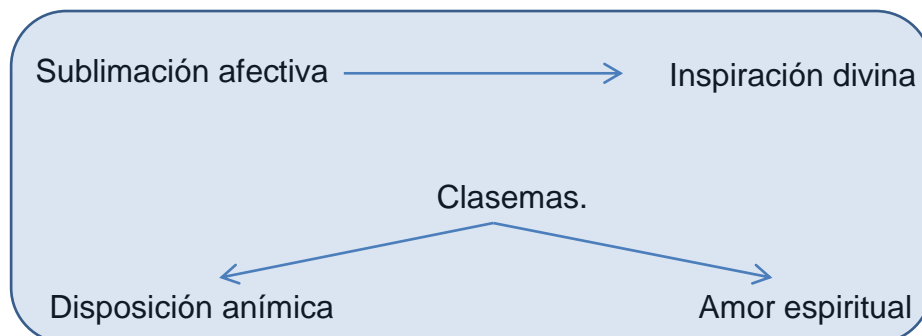 Sublimación afectiva Inspiración divina
Clasemas.
Disposición anímica Amor espiritual